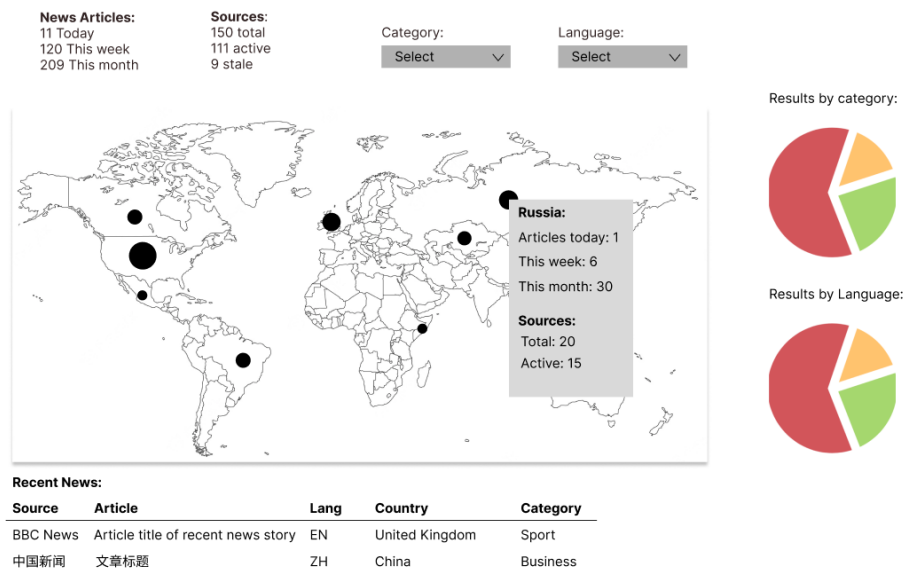 News Articles:
11 Today
120 This week
209 This month
Sources:
150 total
111 active
9 stale
Category:
Select
Language:
Select
Results by category:
Russia:
Articles today: 1
This week: 6
This month: 30
Sources:
Total: 20
Active: 15
Results by Language:
Recent News:
Source Article Lang Country Category
BBC News Article title of recent news story EN United Kingdom Sport
中国新闻 文章标题 ZH China Business